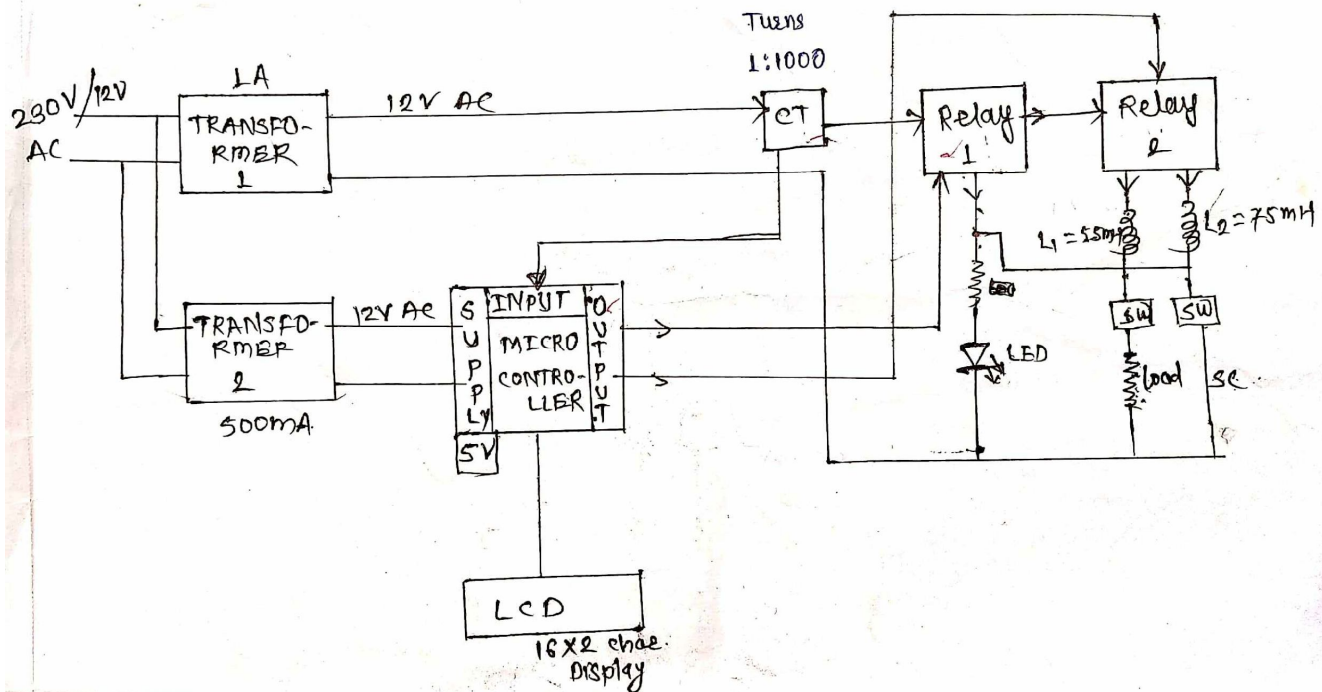 Turns
1:1000
1A
230V/12V
AC
TRANSFO-
RMER
1
12V AC
CT
Relay
1
Relay
2
L1 = 55mH
L2 = 75mH
TRANSFO-
RMER
2
500mA
12V AC
SUPPLY
5V
INPUT
MICRO
CONTRO-
LLER
OUTPUT
LED
SW
SW
load
SC
LCD
16X2 char.
Display